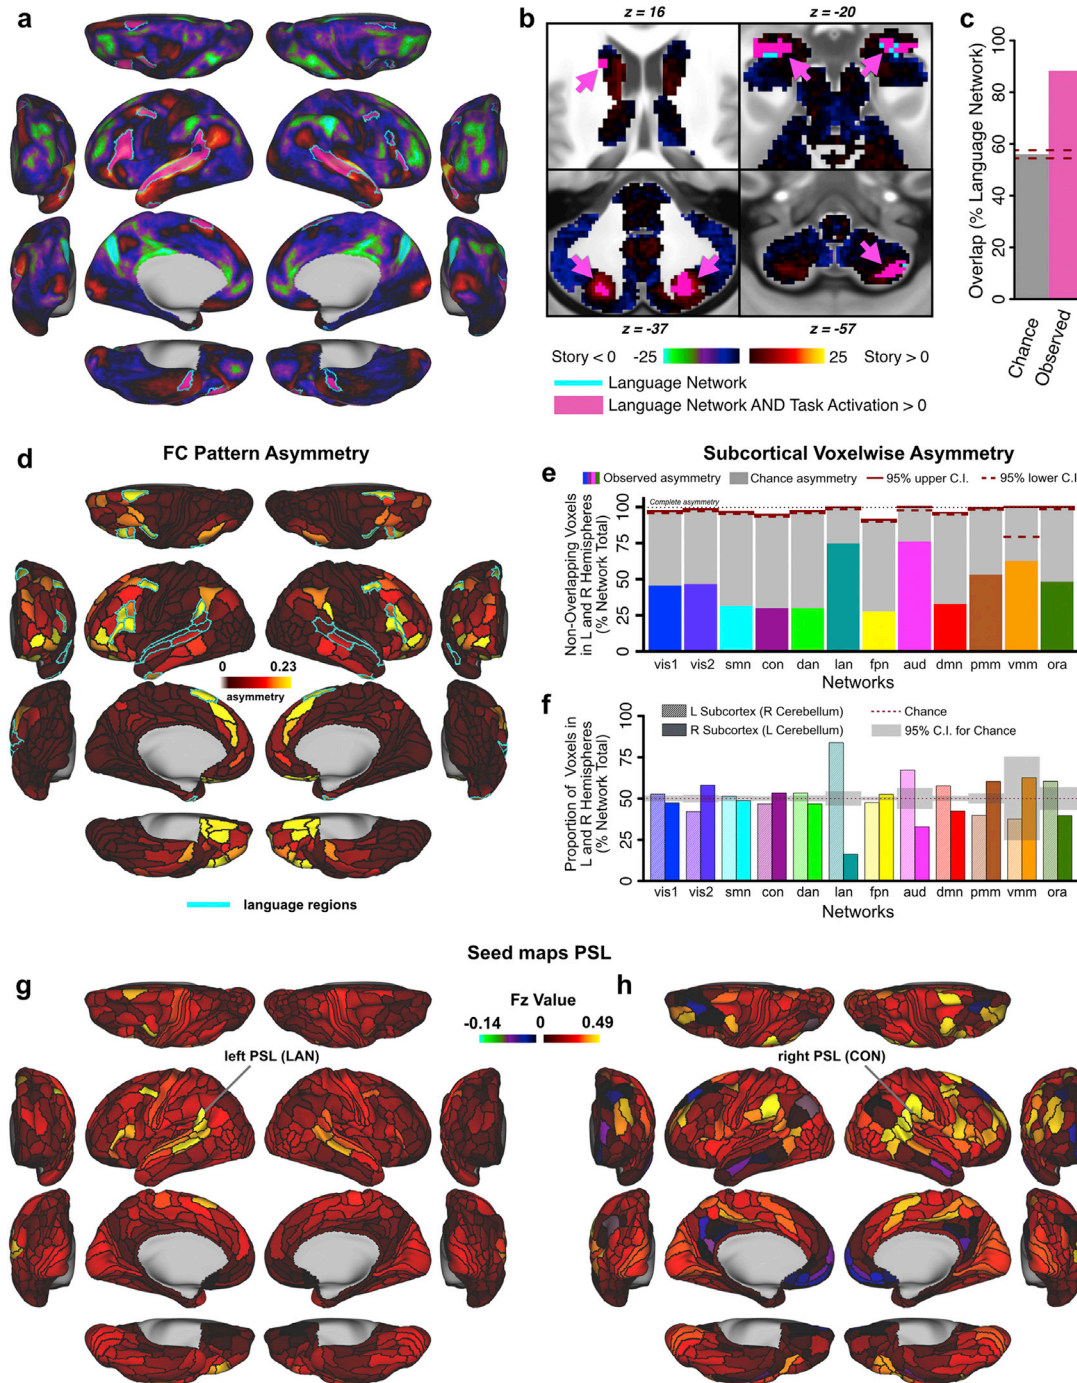 a
b
z = 16
z = -20
z = -37
z = -57
Story < 0 -25 25 Story > 0
Language Network
Language Network AND Task Activation > 0
c
Overlap (% Language Network)
100
80
60
40
20
0
Chance
Observed
d
FC Pattern Asymmetry
0 0.23
asymmetry
language regions
Subcortical Voxelwise Asymmetry
e
Observed asymmetry Chance asymmetry 95% upper C.I. 95% lower C.I.
Complete asymmetry
Non-Overlapping Voxels
in L and R Hemispheres
(% Network Total)
100
75
50
25
0
vis1 vis2 smn con dan lan fpn aud dmn pmm vmm ora
Networks
f
L Subcortex (R Cerebellum)
R Subcortex (L Cerebellum)
Chance
95% C.I. for Chance
Proportion of Voxels in
L and R Hemispheres
(% Network Total)
100
75
50
25
0
vis1 vis2 smn con dan lan fpn aud dmn pmm vmm ora
Networks
Seed maps PSL
g
Fz Value
-0.14 0 0.49
left PSL (LAN)
h
right PSL (CON)